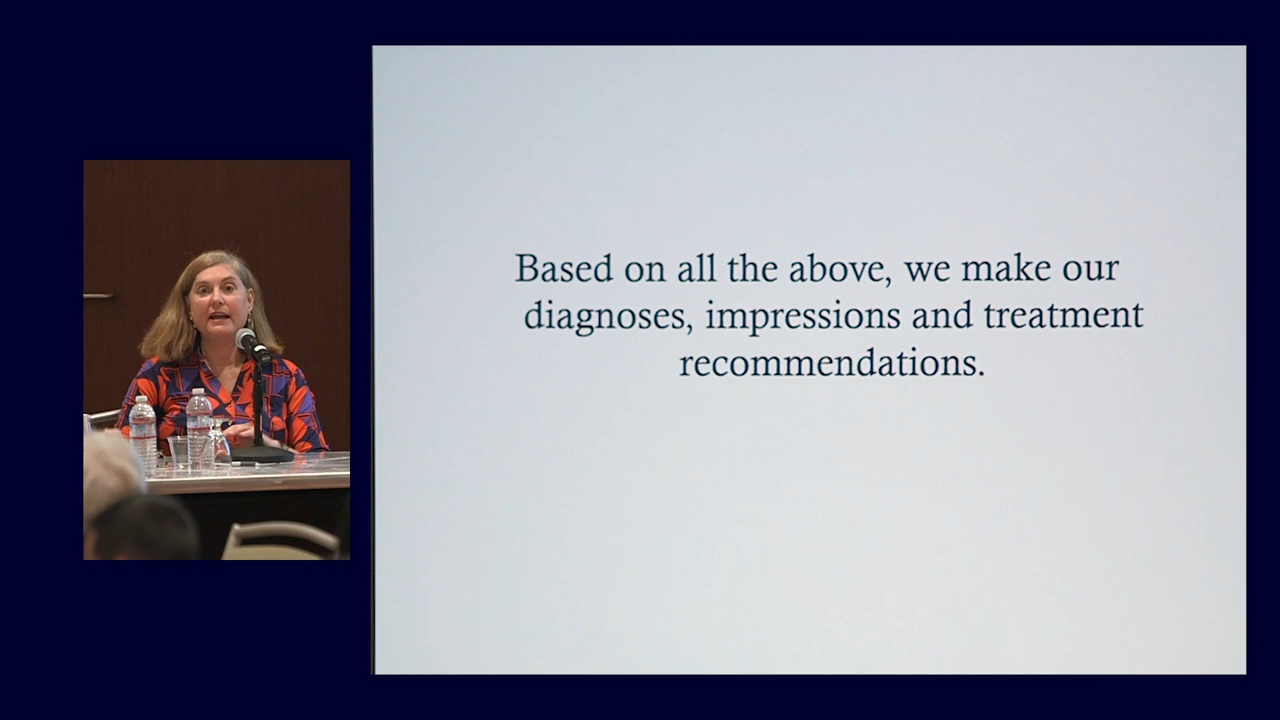 Based on all the above, we make our
diagnoses, impressions and treatment
recommendations.